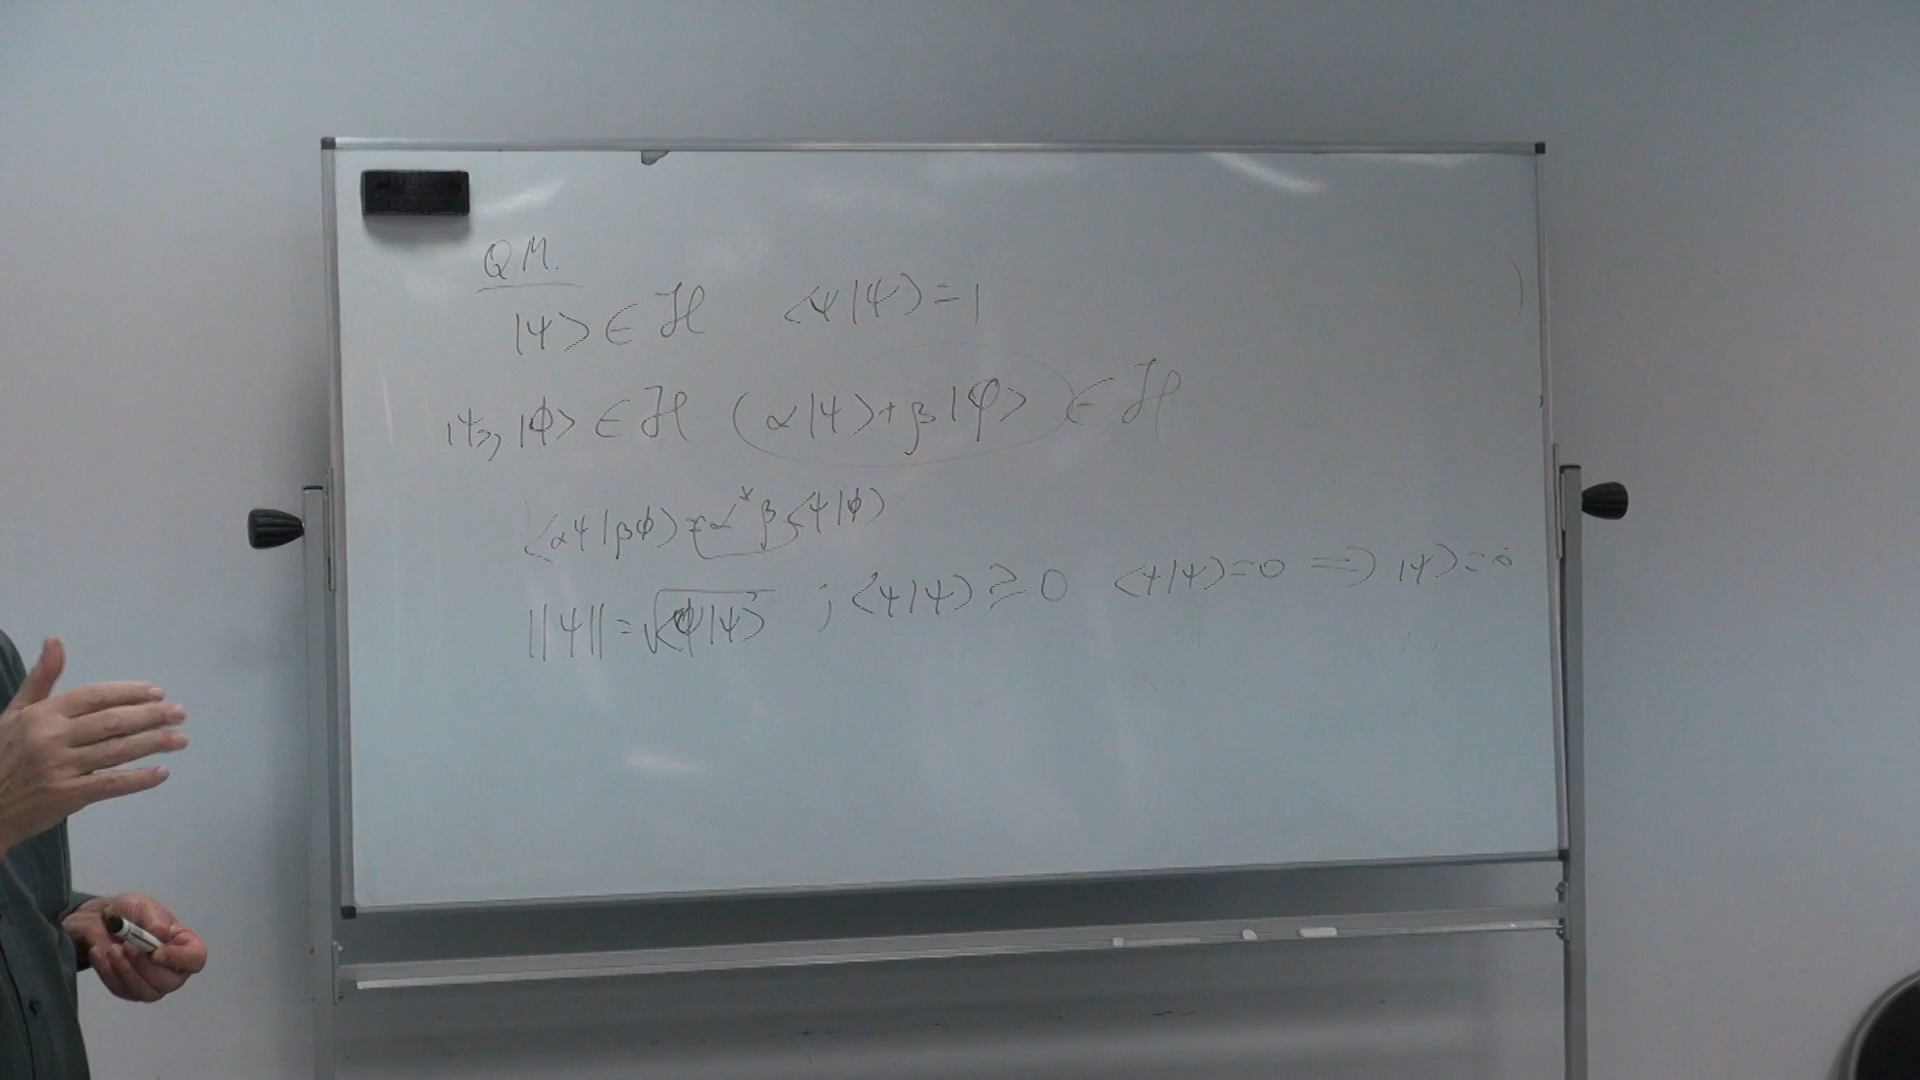 QM.
|ψ> ∈ ℋ <ψ|ψ> = 1
|ψ>, |ϕ> ∈ ℋ (α|ψ> + β|φ> ∈ ℋ
<αψ|βϕ> = α*β<ψ|ϕ>
||ψ|| = √<ψ|ψ> ; <ψ|ψ> ≥ 0 <ψ|ψ> = 0 ⇒ |ψ> = 0